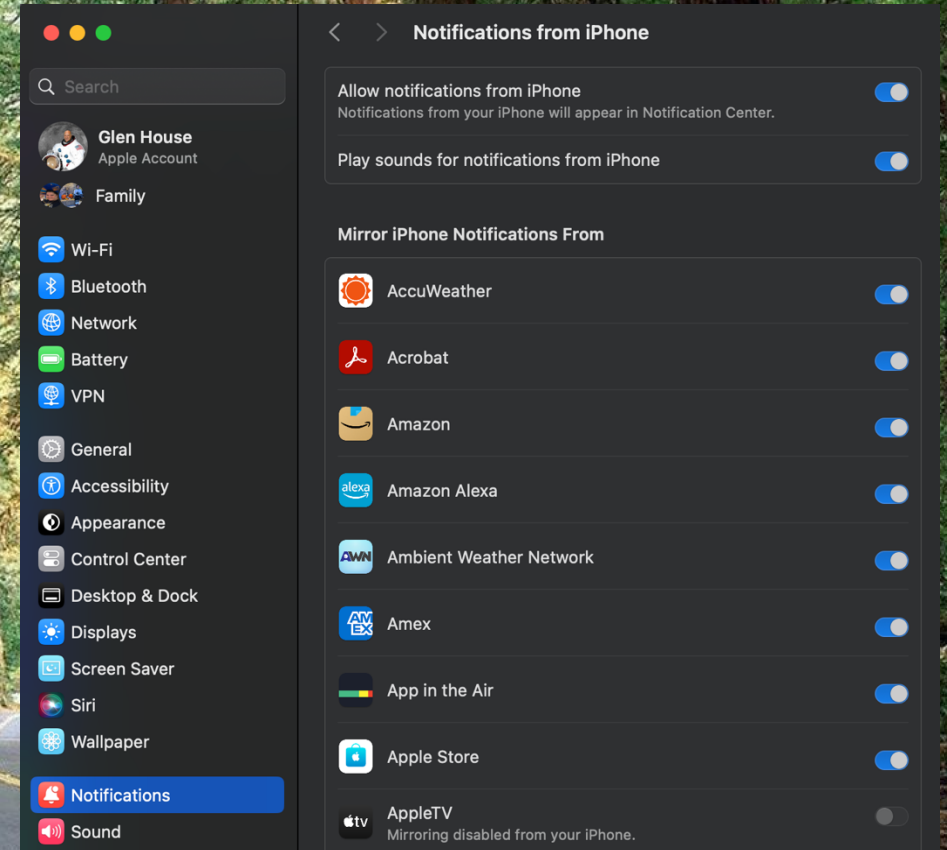 Notifications from iPhone
Search
Glen House
Apple Account
Family
Wi-Fi
Bluetooth
Network
Battery
VPN
General
Accessibility
Appearance
Control Center
Desktop & Dock
Displays
Screen Saver
Siri
Wallpaper
Notifications
Sound
Allow notifications from iPhone
Notifications from your iPhone will appear in Notification Center.
Play sounds for notifications from iPhone
Mirror iPhone Notifications From
AccuWeather
Acrobat
Amazon
alexa
Amazon Alexa
AWN
Ambient Weather Network
AM
EX
Amex
App in the Air
Apple Store
tv
AppleTV
Mirroring disabled from your iPhone.